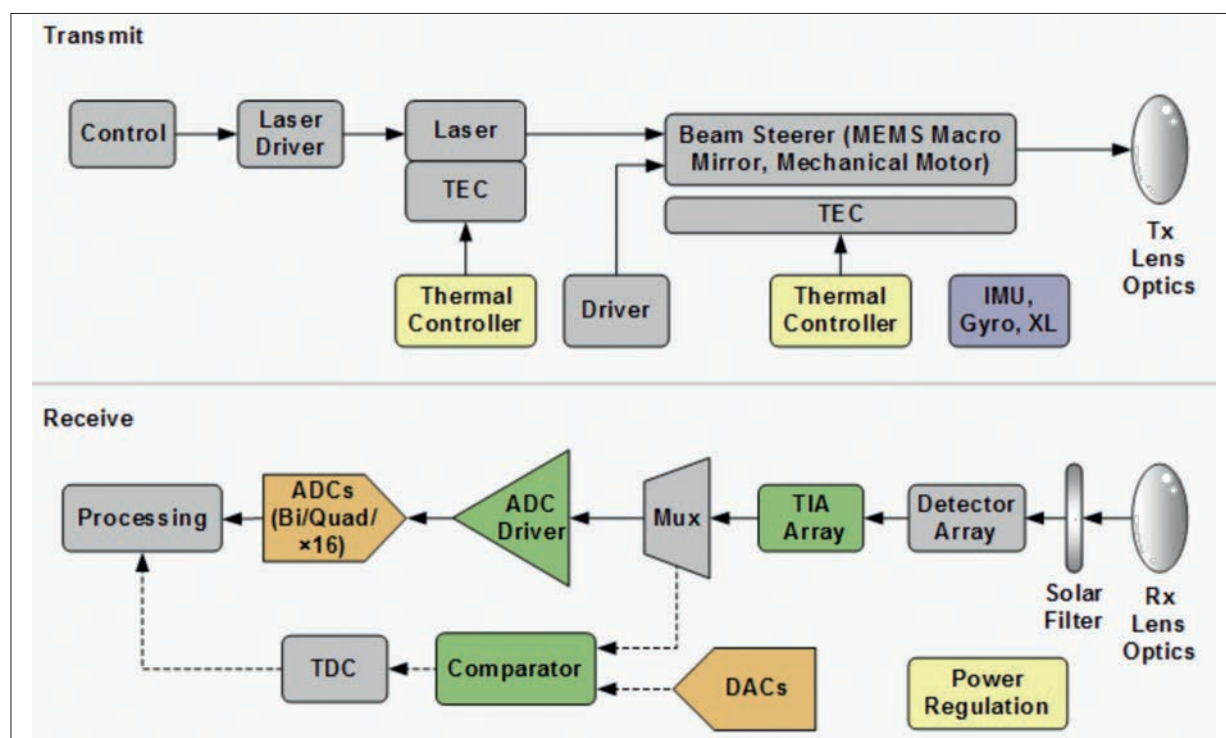 Transmit
Control
Laser
Driver
Laser
TEC
Thermal
Controller
Driver
Beam Steerer (MEMS Macro
Mirror, Mechanical Motor)
TEC
Thermal
Controller
IMU,
Gyro, XL
Tx
Lens
Optics
Receive
Processing
ADCs
(Bi/Quad/
×16)
ADC
Driver
Mux
TIA
Array
Detector
Array
Solar
Filter
Rx
Lens
Optics
TDC
Comparator
DACs
Power
Regulation